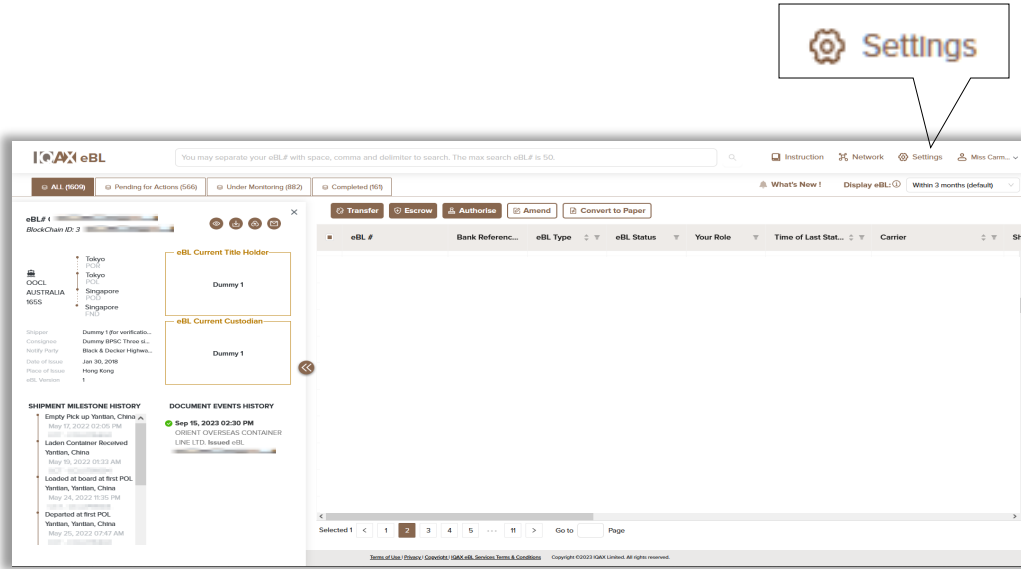 Settings
IQAX eBL
You may separate your eBL# with space, comma and delimiter to search. The max search eBL# is 50.
Instruction
Network
Settings
Miss Carm...
ALL (1609)
Pending for Actions (566)
Under Monitoring (882)
Completed (161)
What's New !
Display eBL:
Within 3 months (default)
eBL# (
BlockChain ID: 3
OOCL
AUSTRALIA
165S
Tokyo
POR
Tokyo
POL
Singapore
POD
Singapore
FND
eBL Current Title Holder
Dummy 1
eBL Current Custodian
Dummy 1
Shipper Dummy 1 (for verificatio...
Consignee Dummy BPSC Three si...
Notify Party Black & Decker Highwa...
Date of Issue Jan 30, 2018
Place of Issue Hong Kong
eBL Version 1
SHIPMENT MILESTONE HISTORY
Empty Pick up Yantian, China
May 17, 2022 02:05 PM
Laden Container Received
Yantian, China
May 19, 2022 01:33 AM
Loaded at board at first POL
Yantian, Yantian, China
May 24, 2022 11:35 PM
Departed at first POL
Yantian, Yantian, China
May 25, 2022 07:47 AM
DOCUMENT EVENTS HISTORY
Sep 15, 2023 02:30 PM
ORIENT OVERSEAS CONTAINER
LINE LTD. Issued eBL
Transfer
Escrow
Authorise
Amend
Convert to Paper
eBL #
Bank Referenc...
eBL Type
eBL Status
Your Role
Time of Last Stat...
Carrier
Sh
Selected 1 < 1 2 3 4 5 ... 11 > Go to Page
Terms of Use | Privacy | Copyright | IQAX eBL Services Terms & Conditions Copyright ©2023 IQAX Limited. All rights reserved.